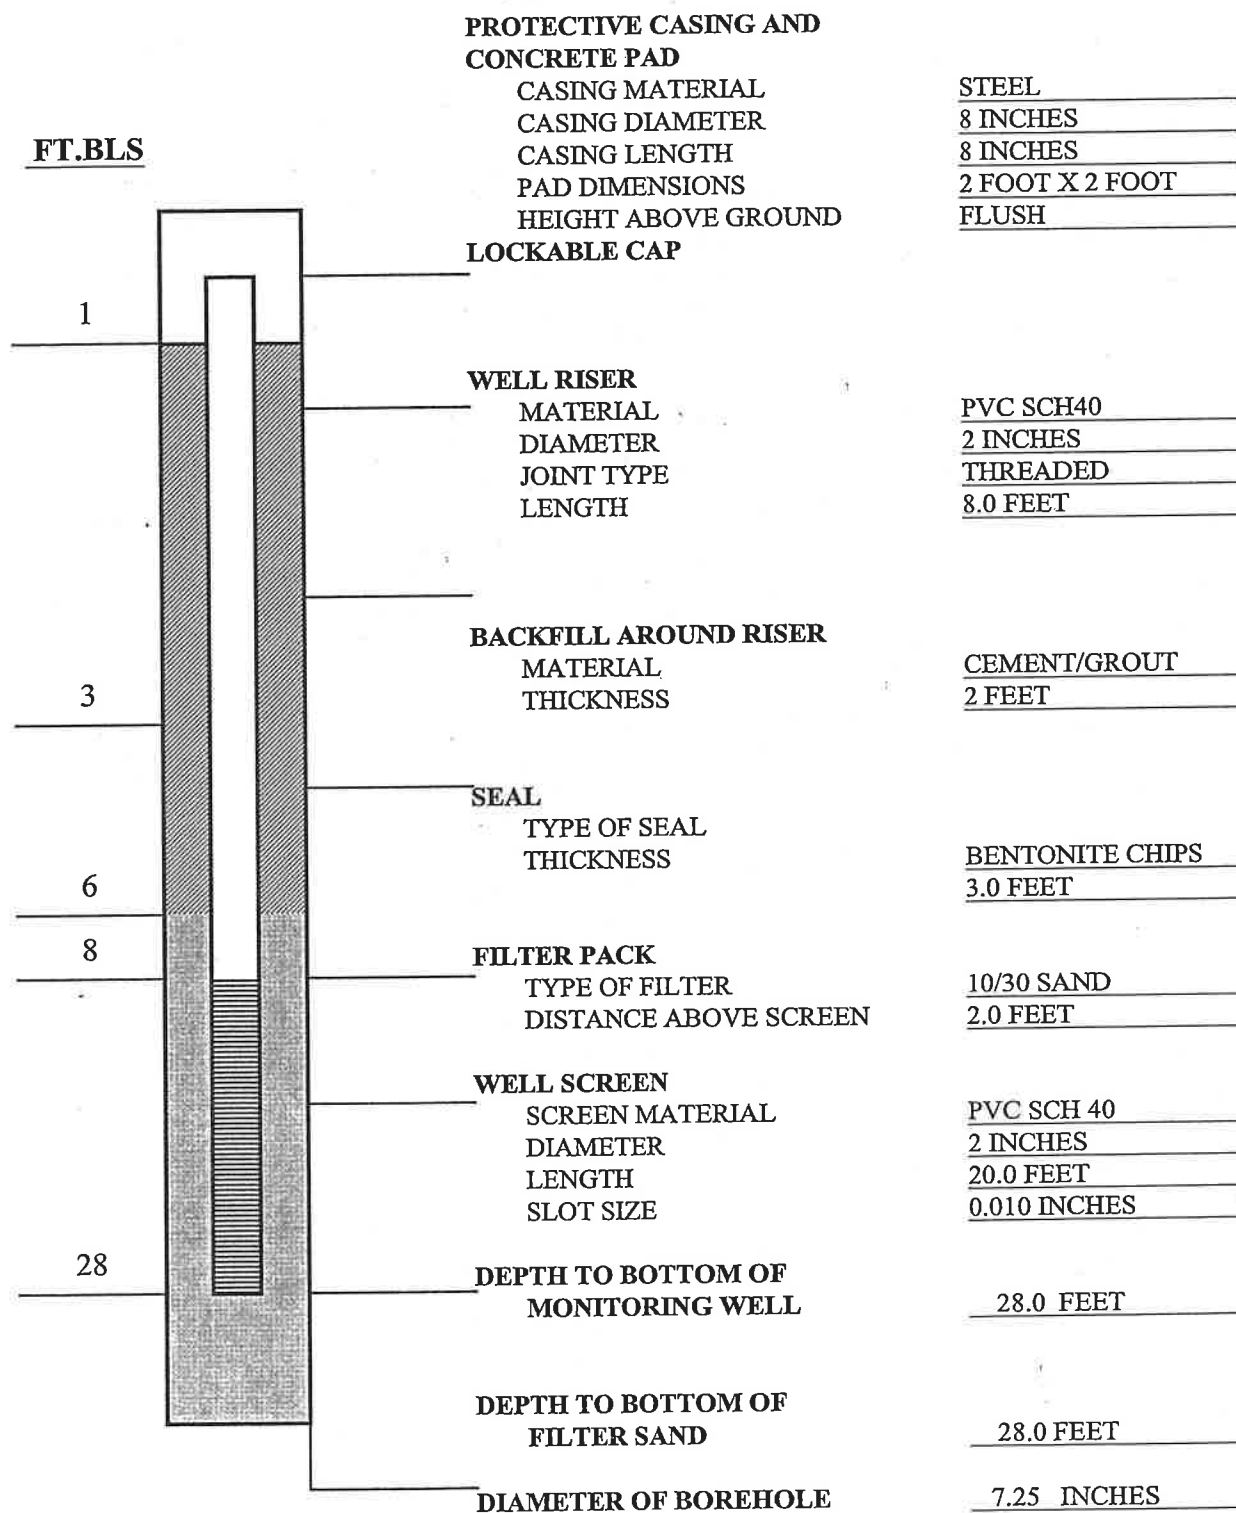 PROTECTIVE CASING AND
CONCRETE PAD
CASING MATERIAL STEEL
CASING DIAMETER 8 INCHES
FT.BLS
CASING LENGTH 8 INCHES
PAD DIMENSIONS 2 FOOT X 2 FOOT
HEIGHT ABOVE GROUND FLUSH
LOCKABLE CAP
1
WELL RISER
MATERIAL PVC SCH40
DIAMETER 2 INCHES
JOINT TYPE THREADED
LENGTH 8.0 FEET
BACKFILL AROUND RISER
MATERIAL CEMENT/GROUT
THICKNESS 2 FEET
3
SEAL
TYPE OF SEAL
THICKNESS BENTONITE CHIPS
6 3.0 FEET
8
FILTER PACK
TYPE OF FILTER 10/30 SAND
DISTANCE ABOVE SCREEN 2.0 FEET
WELL SCREEN
SCREEN MATERIAL PVC SCH 40
DIAMETER 2 INCHES
LENGTH 20.0 FEET
SLOT SIZE 0.010 INCHES
28
DEPTH TO BOTTOM OF
MONITORING WELL 28.0 FEET
DEPTH TO BOTTOM OF
FILTER SAND 28.0 FEET
DIAMETER OF BOREHOLE 7.25 INCHES